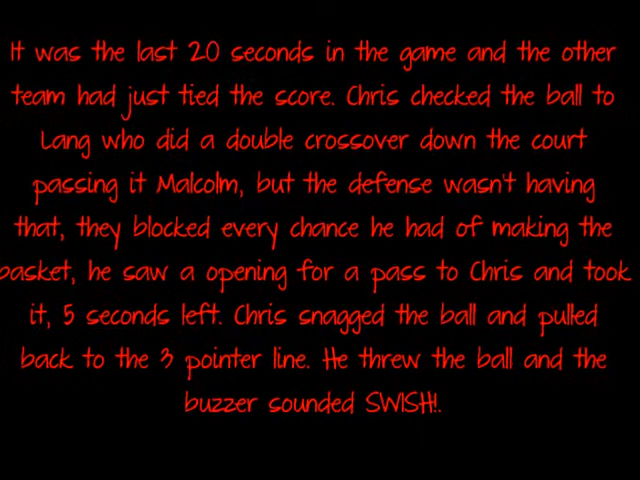 It was the last 20 seconds in the game and the other
team had just tied the score. Chris checked the ball to
Lang who did a double crossover down the court
passing it Malcolm, but the defense wasn't having
that, they blocked every chance he had of making the
basket, he saw a opening for a pass to Chris and took
it, 5 seconds left. Chris snagged the ball and pulled
back to the 3 pointer line. He threw the ball and the
buzzer sounded SWISH!.